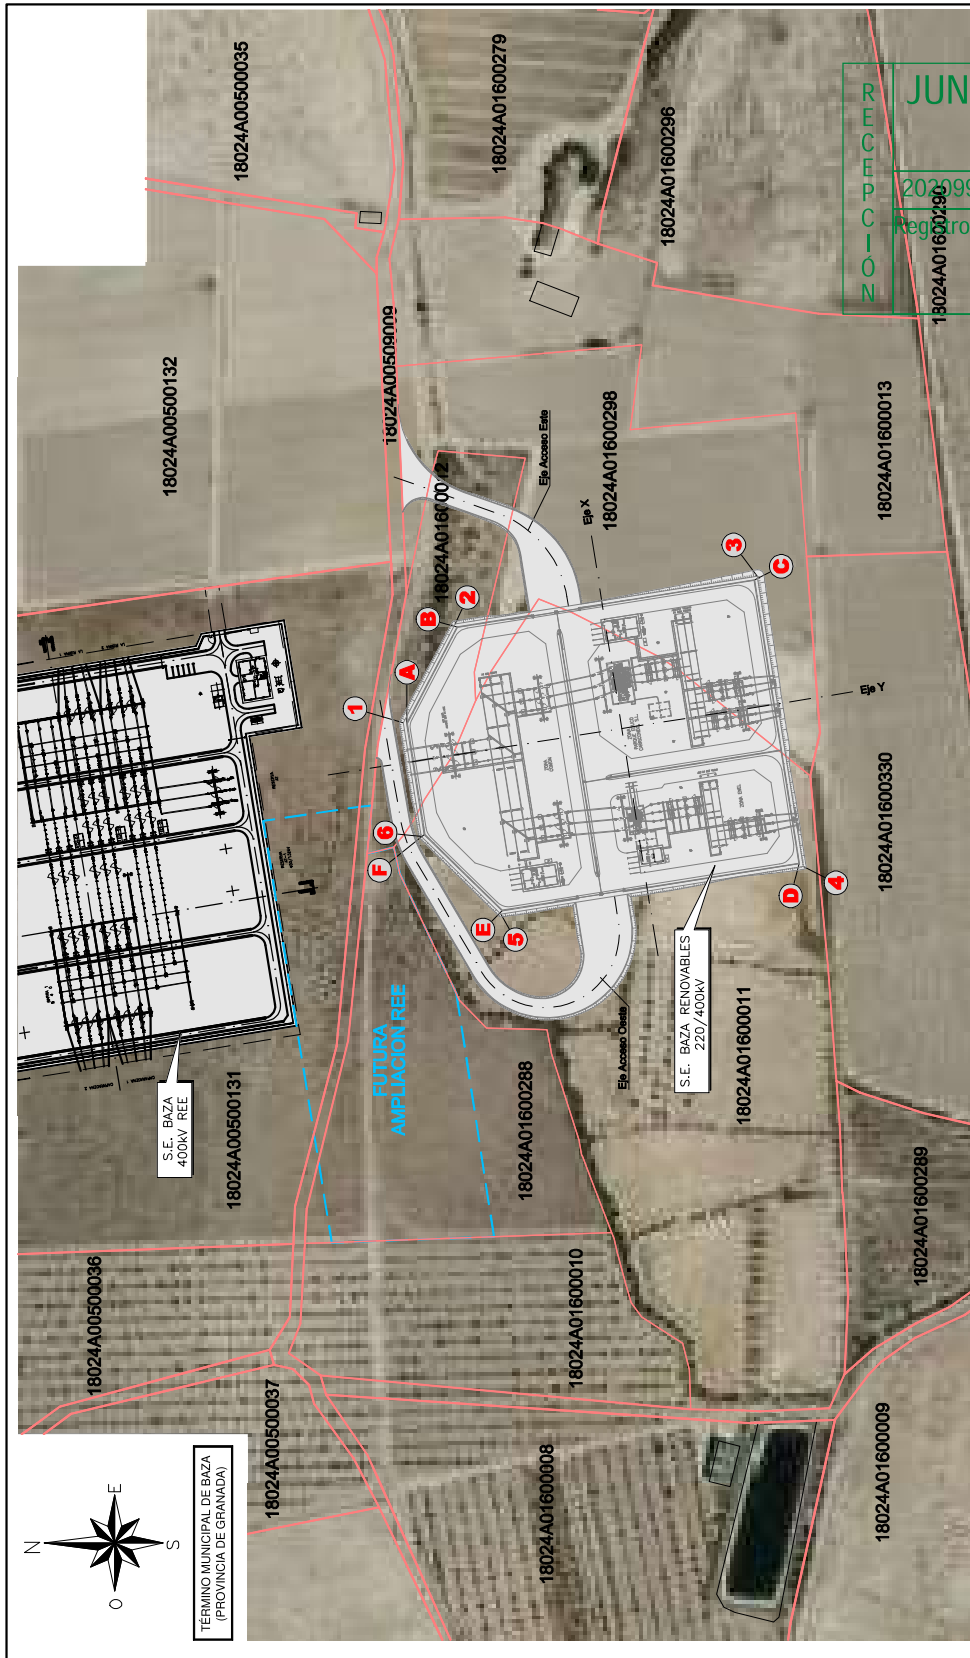 N
E
S
O
TÉRMINO MUNICIPAL DE BAZA
(PROVINCIA DE GRANADA)
18024A00500036
18024A00500037
18024A00500131
18024A00500132
18024A00500035
18024A00509009
18024A01600279
18024A01600296
18024A01600290
18024A01600298
18024A01600012
18024A01600013
18024A01600330
18024A01600011
18024A01600288
18024A01600289
18024A01600010
18024A01600008
18024A01600009
S.E. BAZA
400kV REE
FUTURA
AMPLIACION REE
S.E. BAZA RENOVABLES
220/400kV
Eje Acceso Este
Eje Acceso Oeste
Eje X
Eje Y
1
A
B
2
3
C
D
4
5
E
F
6
RECEPCIÓN
JUN
202099
Registro